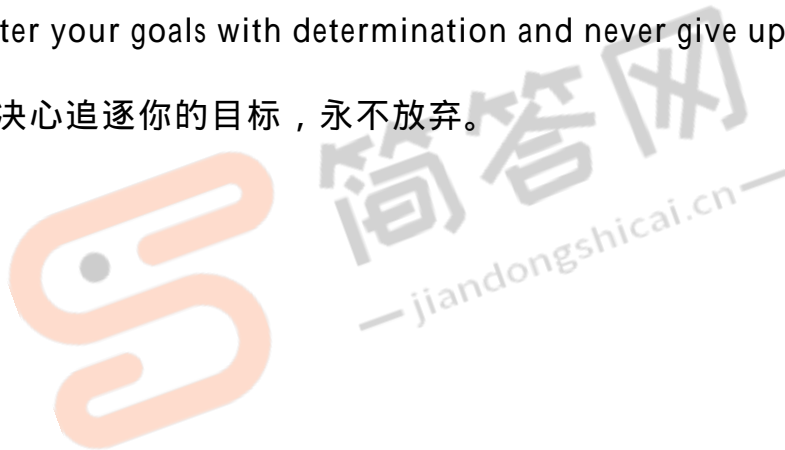 ter your goals with determination and never give up
决心追逐你的目标，永不放弃。
简答网
jiandongshicai.cn